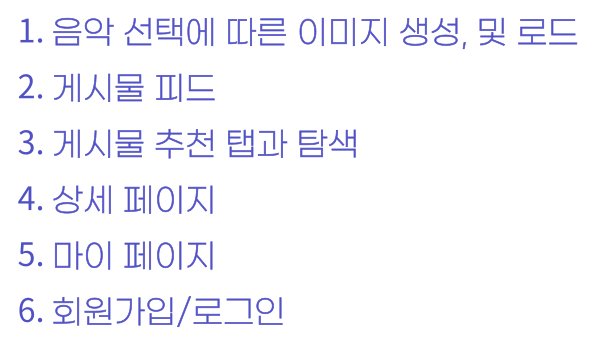 1. 음악 선택에 따른 이미지 생성, 및 로드
2. 게시물 피드
3. 게시물 추천 탭과 탐색
4. 상세 페이지
5. 마이 페이지
6. 회원가입/로그인